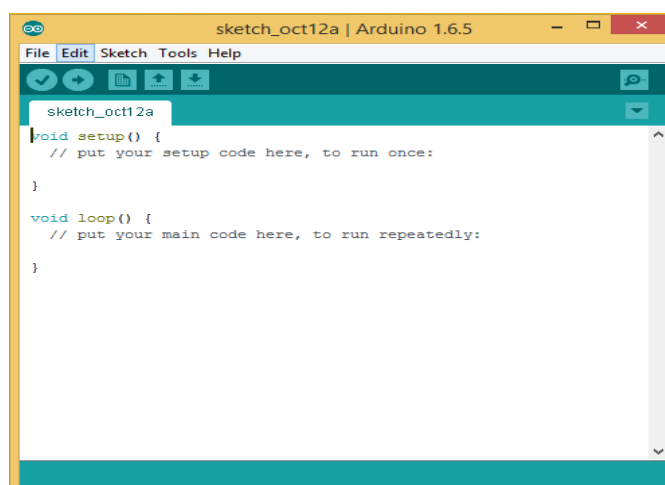 sketch_oct12a | Arduino 1.6.5
File Edit Sketch Tools Help
sketch_oct12a
void setup() {
  // put your setup code here, to run once:

}

void loop() {
  // put your main code here, to run repeatedly:

}